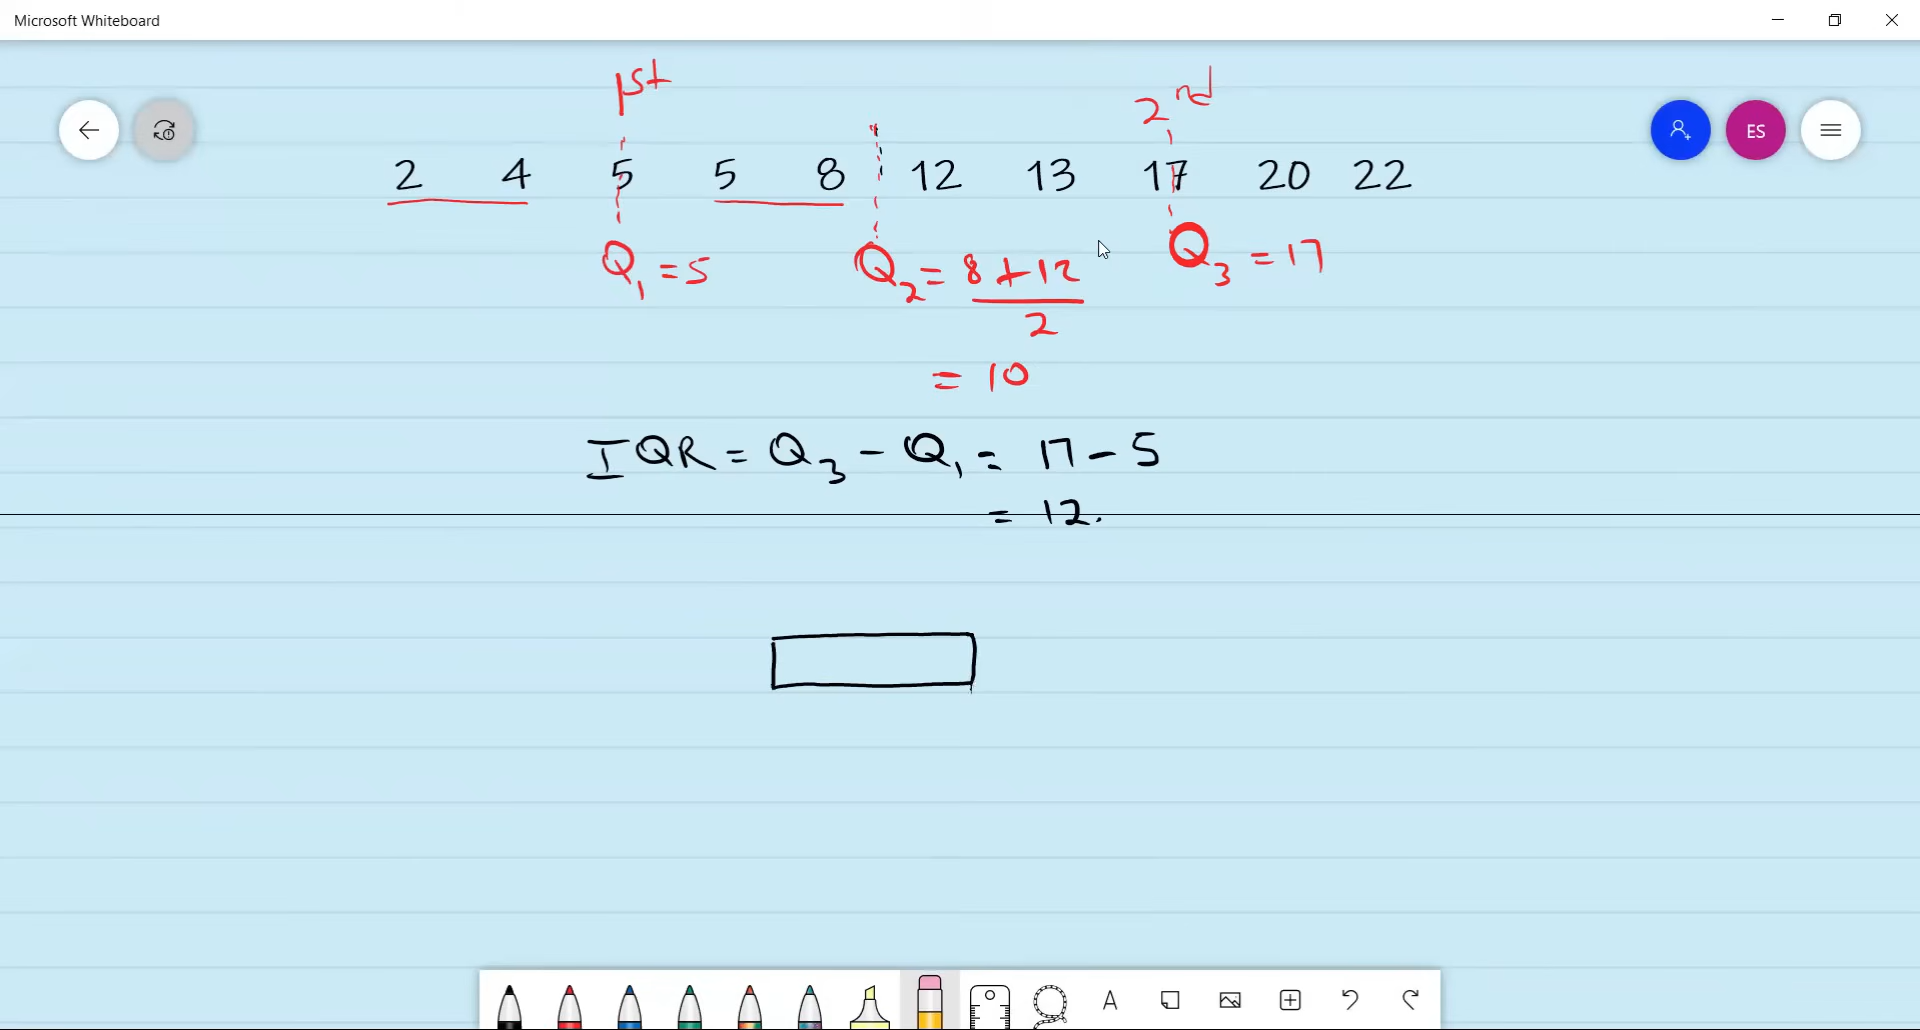 Microsoft Whiteboard
1st 2nd
ES
2 4 5 5 8 12 13 17 20 22
Q1 = 5 Q2 = 8 + 12 Q3 = 17
2
= 10
IQR = Q3 - Q1 = 17 - 5
= 12.
A